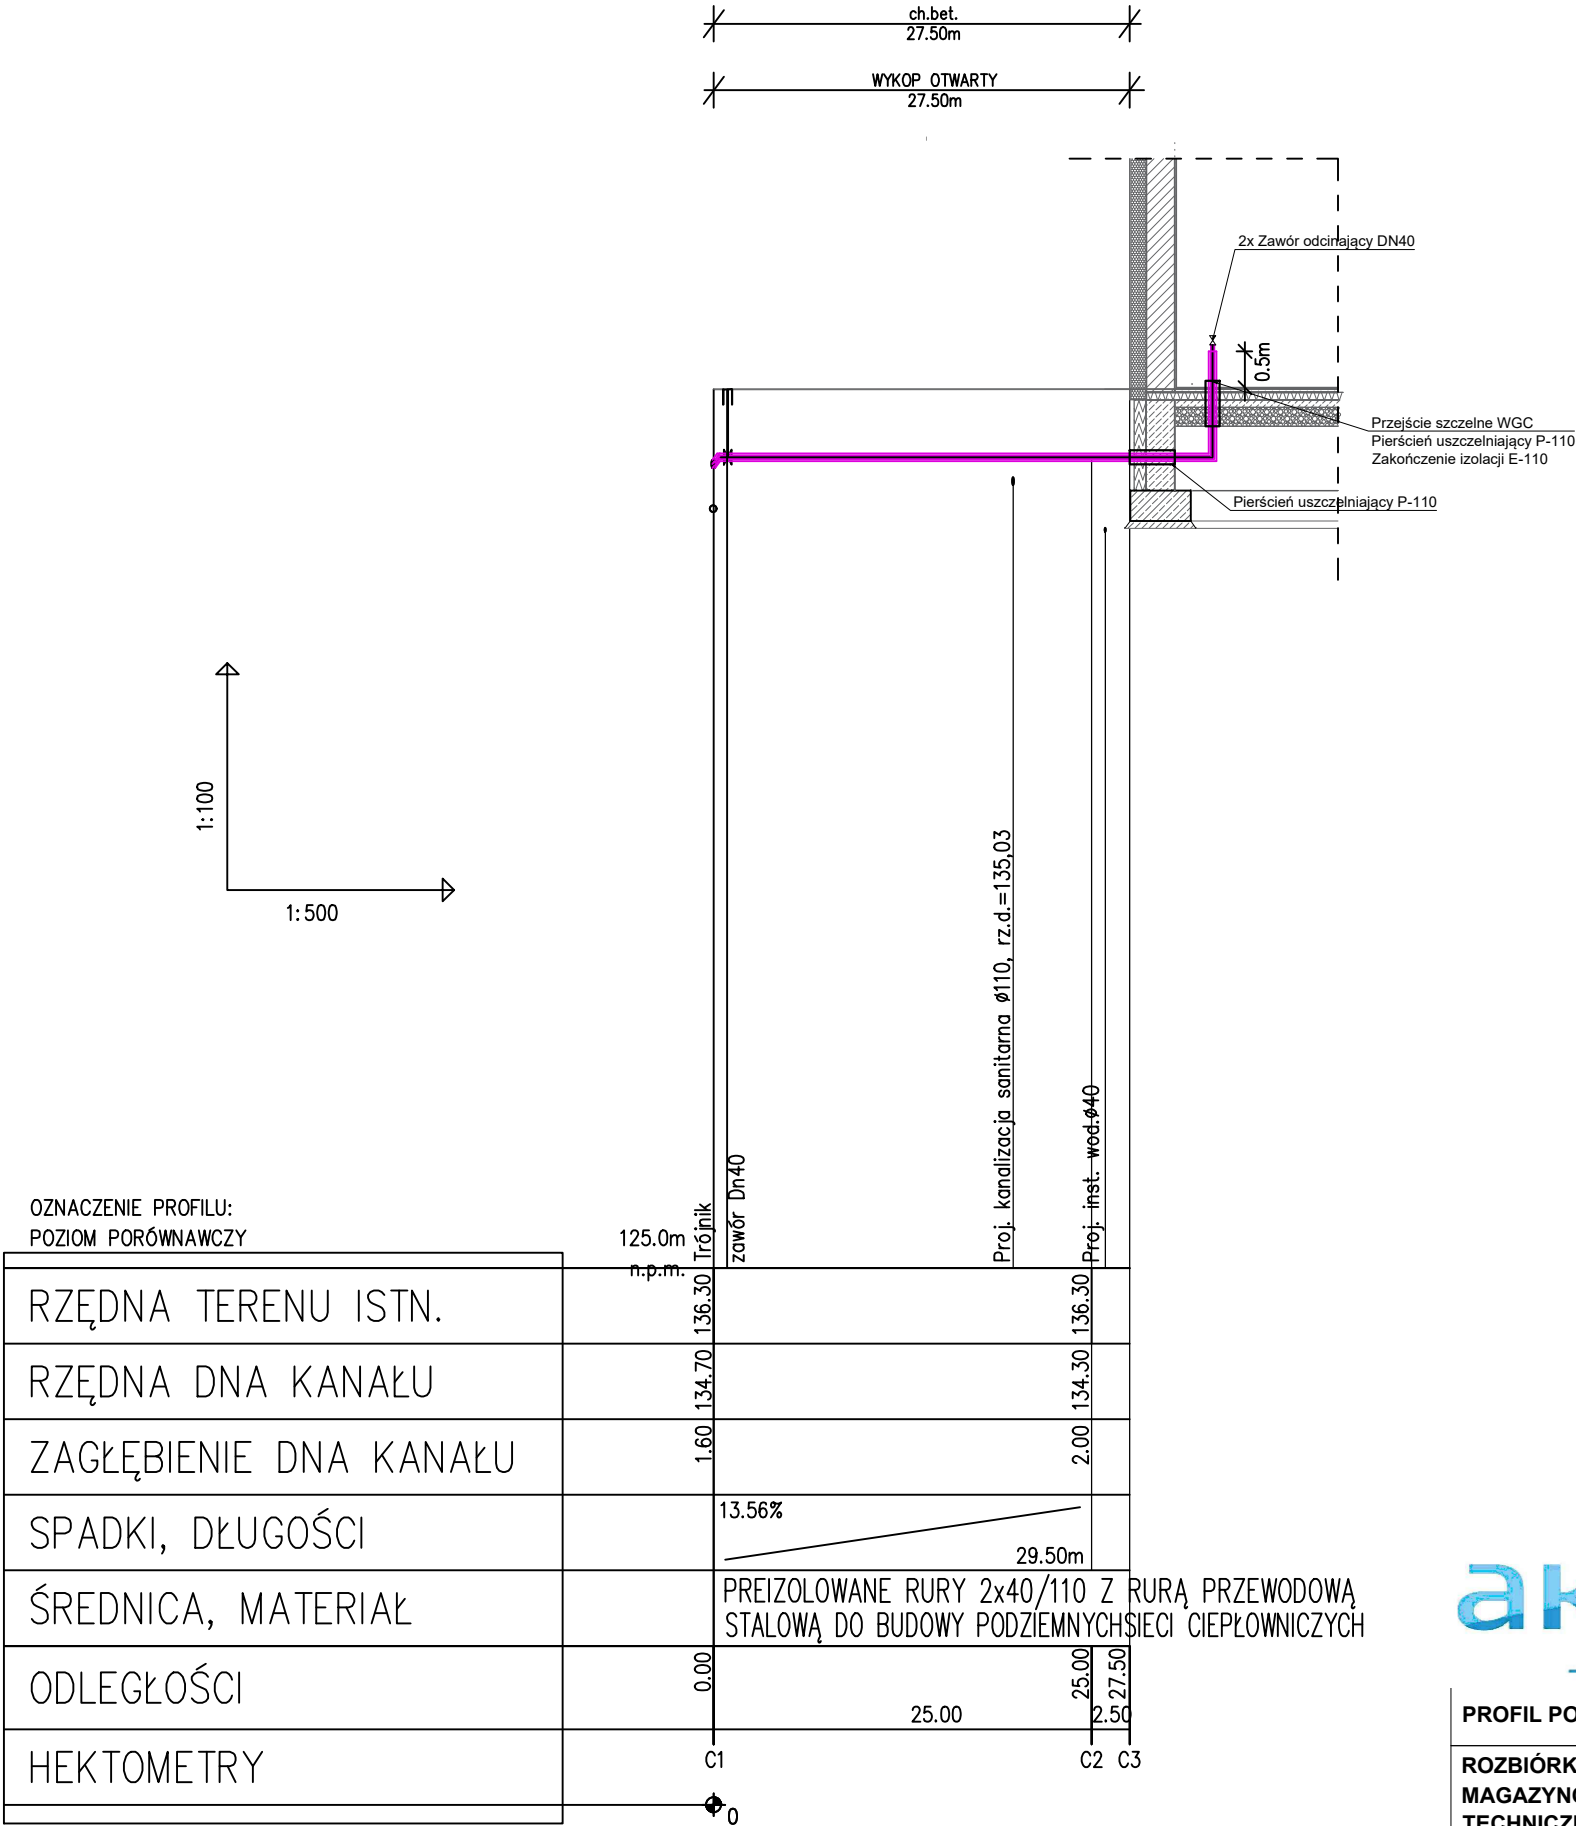 ch.bet.
27.50m
WYKOP OTWARTY
27.50m
2x Zawór odcinający DN40
0.5m
Przejście szczelne WGC
Pierścień uszczelniający P-110
Zakończenie izolacji E-110
Pierścień uszczelniający P-110
1:100
1:500
Proj. kanalizacja sanitarna ø110, rz.d.=135,03
Proj. inst. wod.ø40
Trójnik
zawór Dn40
OZNACZENIE PROFILU:
POZIOM PORÓWNAWCZY
125.0m
n.p.m.
RZĘDNA TERENU ISTN.
136.30
136.30
RZĘDNA DNA KANAŁU
134.70
134.30
ZAGŁĘBIENIE DNA KANAŁU
1.60
2.00
SPADKI, DŁUGOŚCI
13.56%
29.50m
ŚREDNICA, MATERIAŁ
PREIZOLOWANE RURY 2x40/110 Z RURĄ PRZEWODOWĄ
STALOWĄ DO BUDOWY PODZIEMNYCHSIECI CIEPŁOWNICZYCH
ODLEGŁOŚCI
0.00
25.00
25.00
2.50
27.50
HEKTOMETRY
C1
C2
C3
0
PROFIL PO
ROZBIÓRK
MAGAZYN